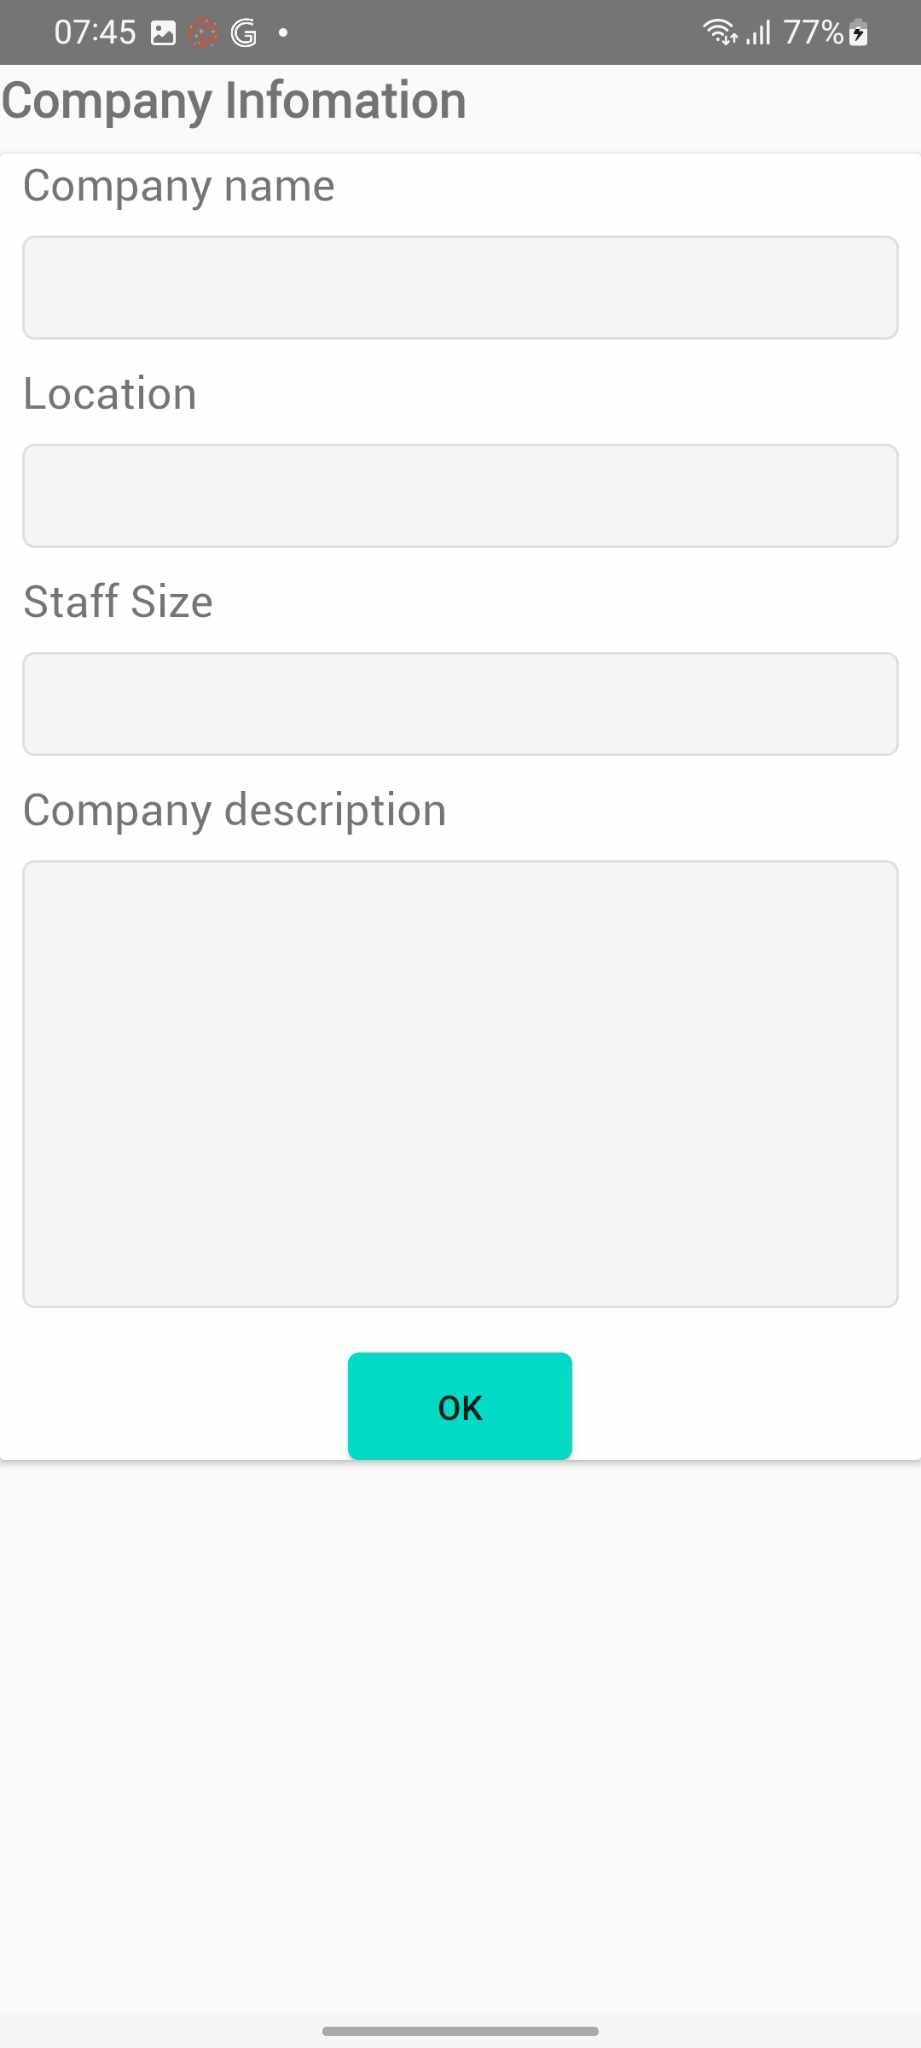 07:45 77%
Company Infomation
Company name
Location
Staff Size
Company description
OK